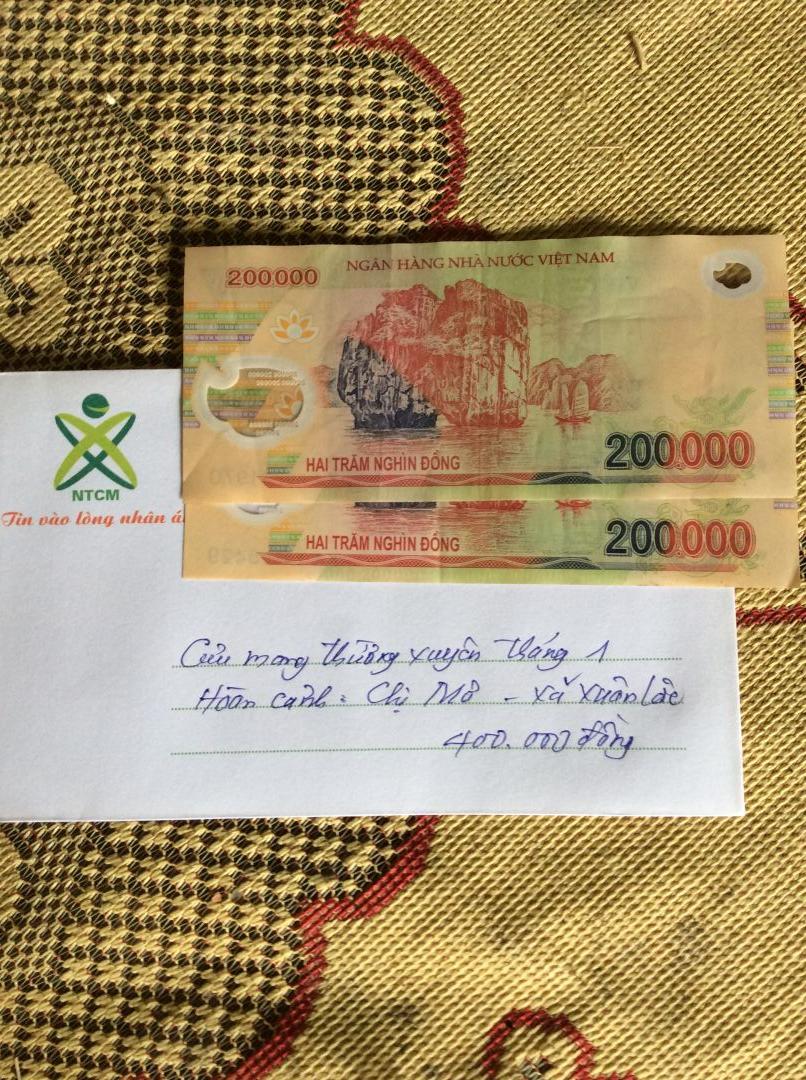 NGÂN HÀNG NHÀ NƯỚC VIỆT NAM
200000
HAI TRĂM NGHÌN ĐỒNG
200.000
HAI TRĂM NGHÌN ĐỒNG
200.000
NTCM
Tin vào lòng nhân á
Cưu mang thường xuyên tháng 1
Hoàn cảnh: Chị Mơ - xã Xuân Lộc
400.000 đồng